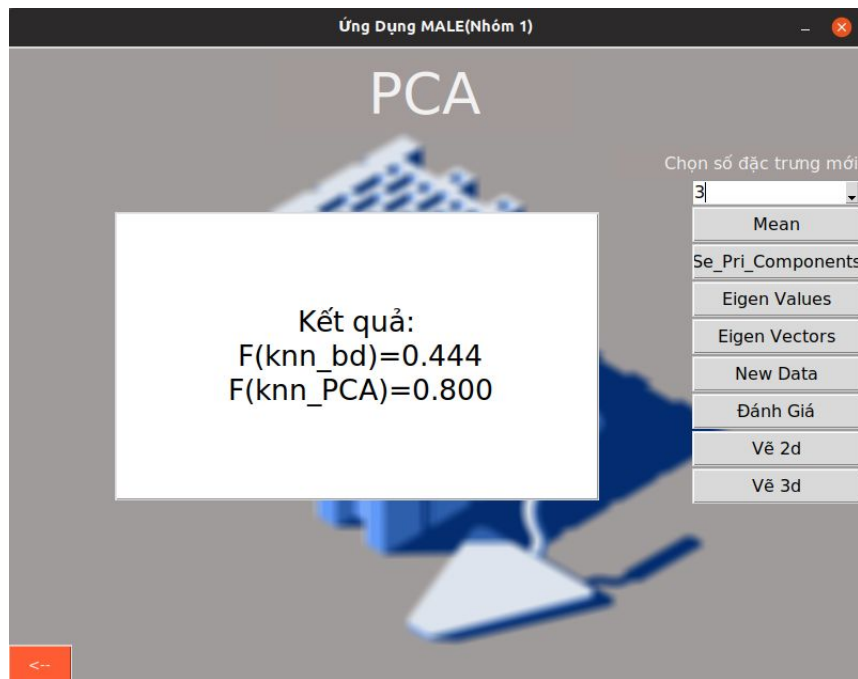 Ứng Dụng MALE(Nhóm 1)
PCA
Chọn số đặc trưng mới
3
Mean
Se_Pri_Components
Eigen Values
Eigen Vectors
New Data
Đánh Giá
Vẽ 2d
Vẽ 3d
Kết quả:
F(knn_bd)=0.444
F(knn_PCA)=0.800
<--